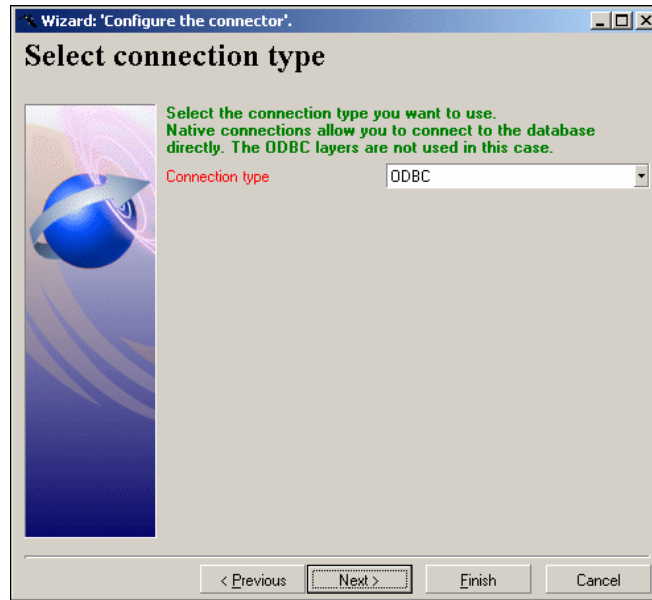 Wizard: 'Configure the connector'.
Select connection type
Select the connection type you want to use.
Native connections allow you to connect to the database
directly. The ODBC layers are not used in this case.
Connection type ODBC
< Previous Next > Finish Cancel